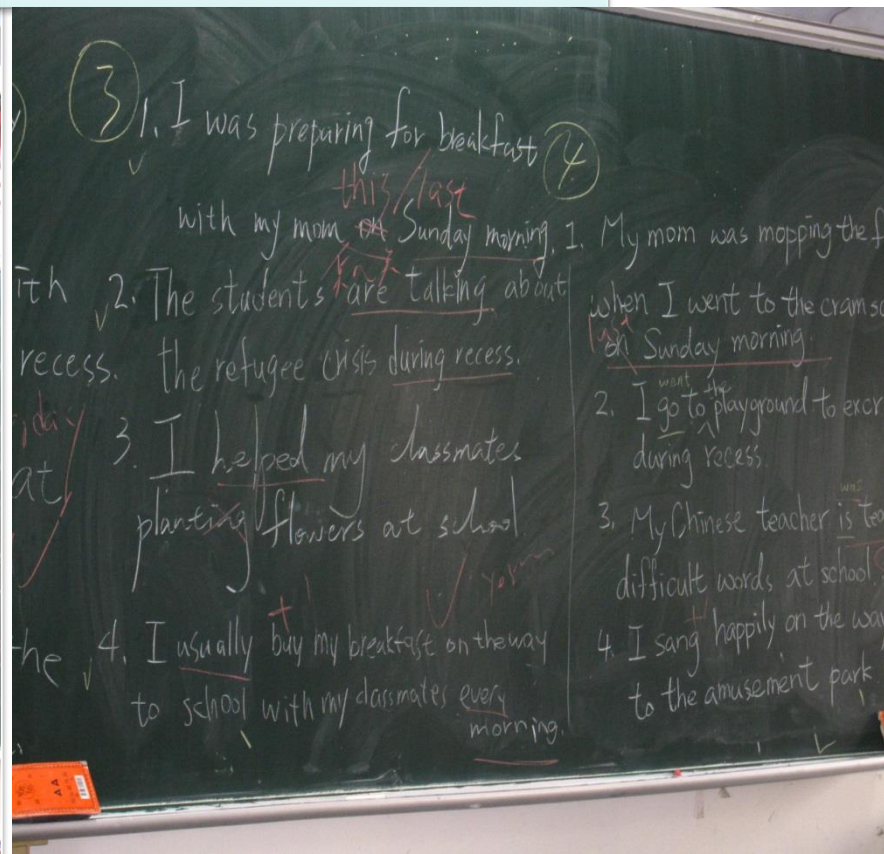 ith
recess.
day
at
the
3
1. I was preparing for breakfast
this/last
with my mom on Sunday morning.
2. The students are talking about
the refugee crisis during recess.
3. I helped my classmates
planting flowers at school
4. I usually buy my breakfast on the way
to school with my classmates every
morning.
4
1. My mom was mopping the f
when I went to the cram sc
last
on Sunday morning.
went the
2. I go to playground to exer
during recess.
was
3. My Chinese teacher is tea
difficult words at school
4. I sang happily on the way
to the amusement park